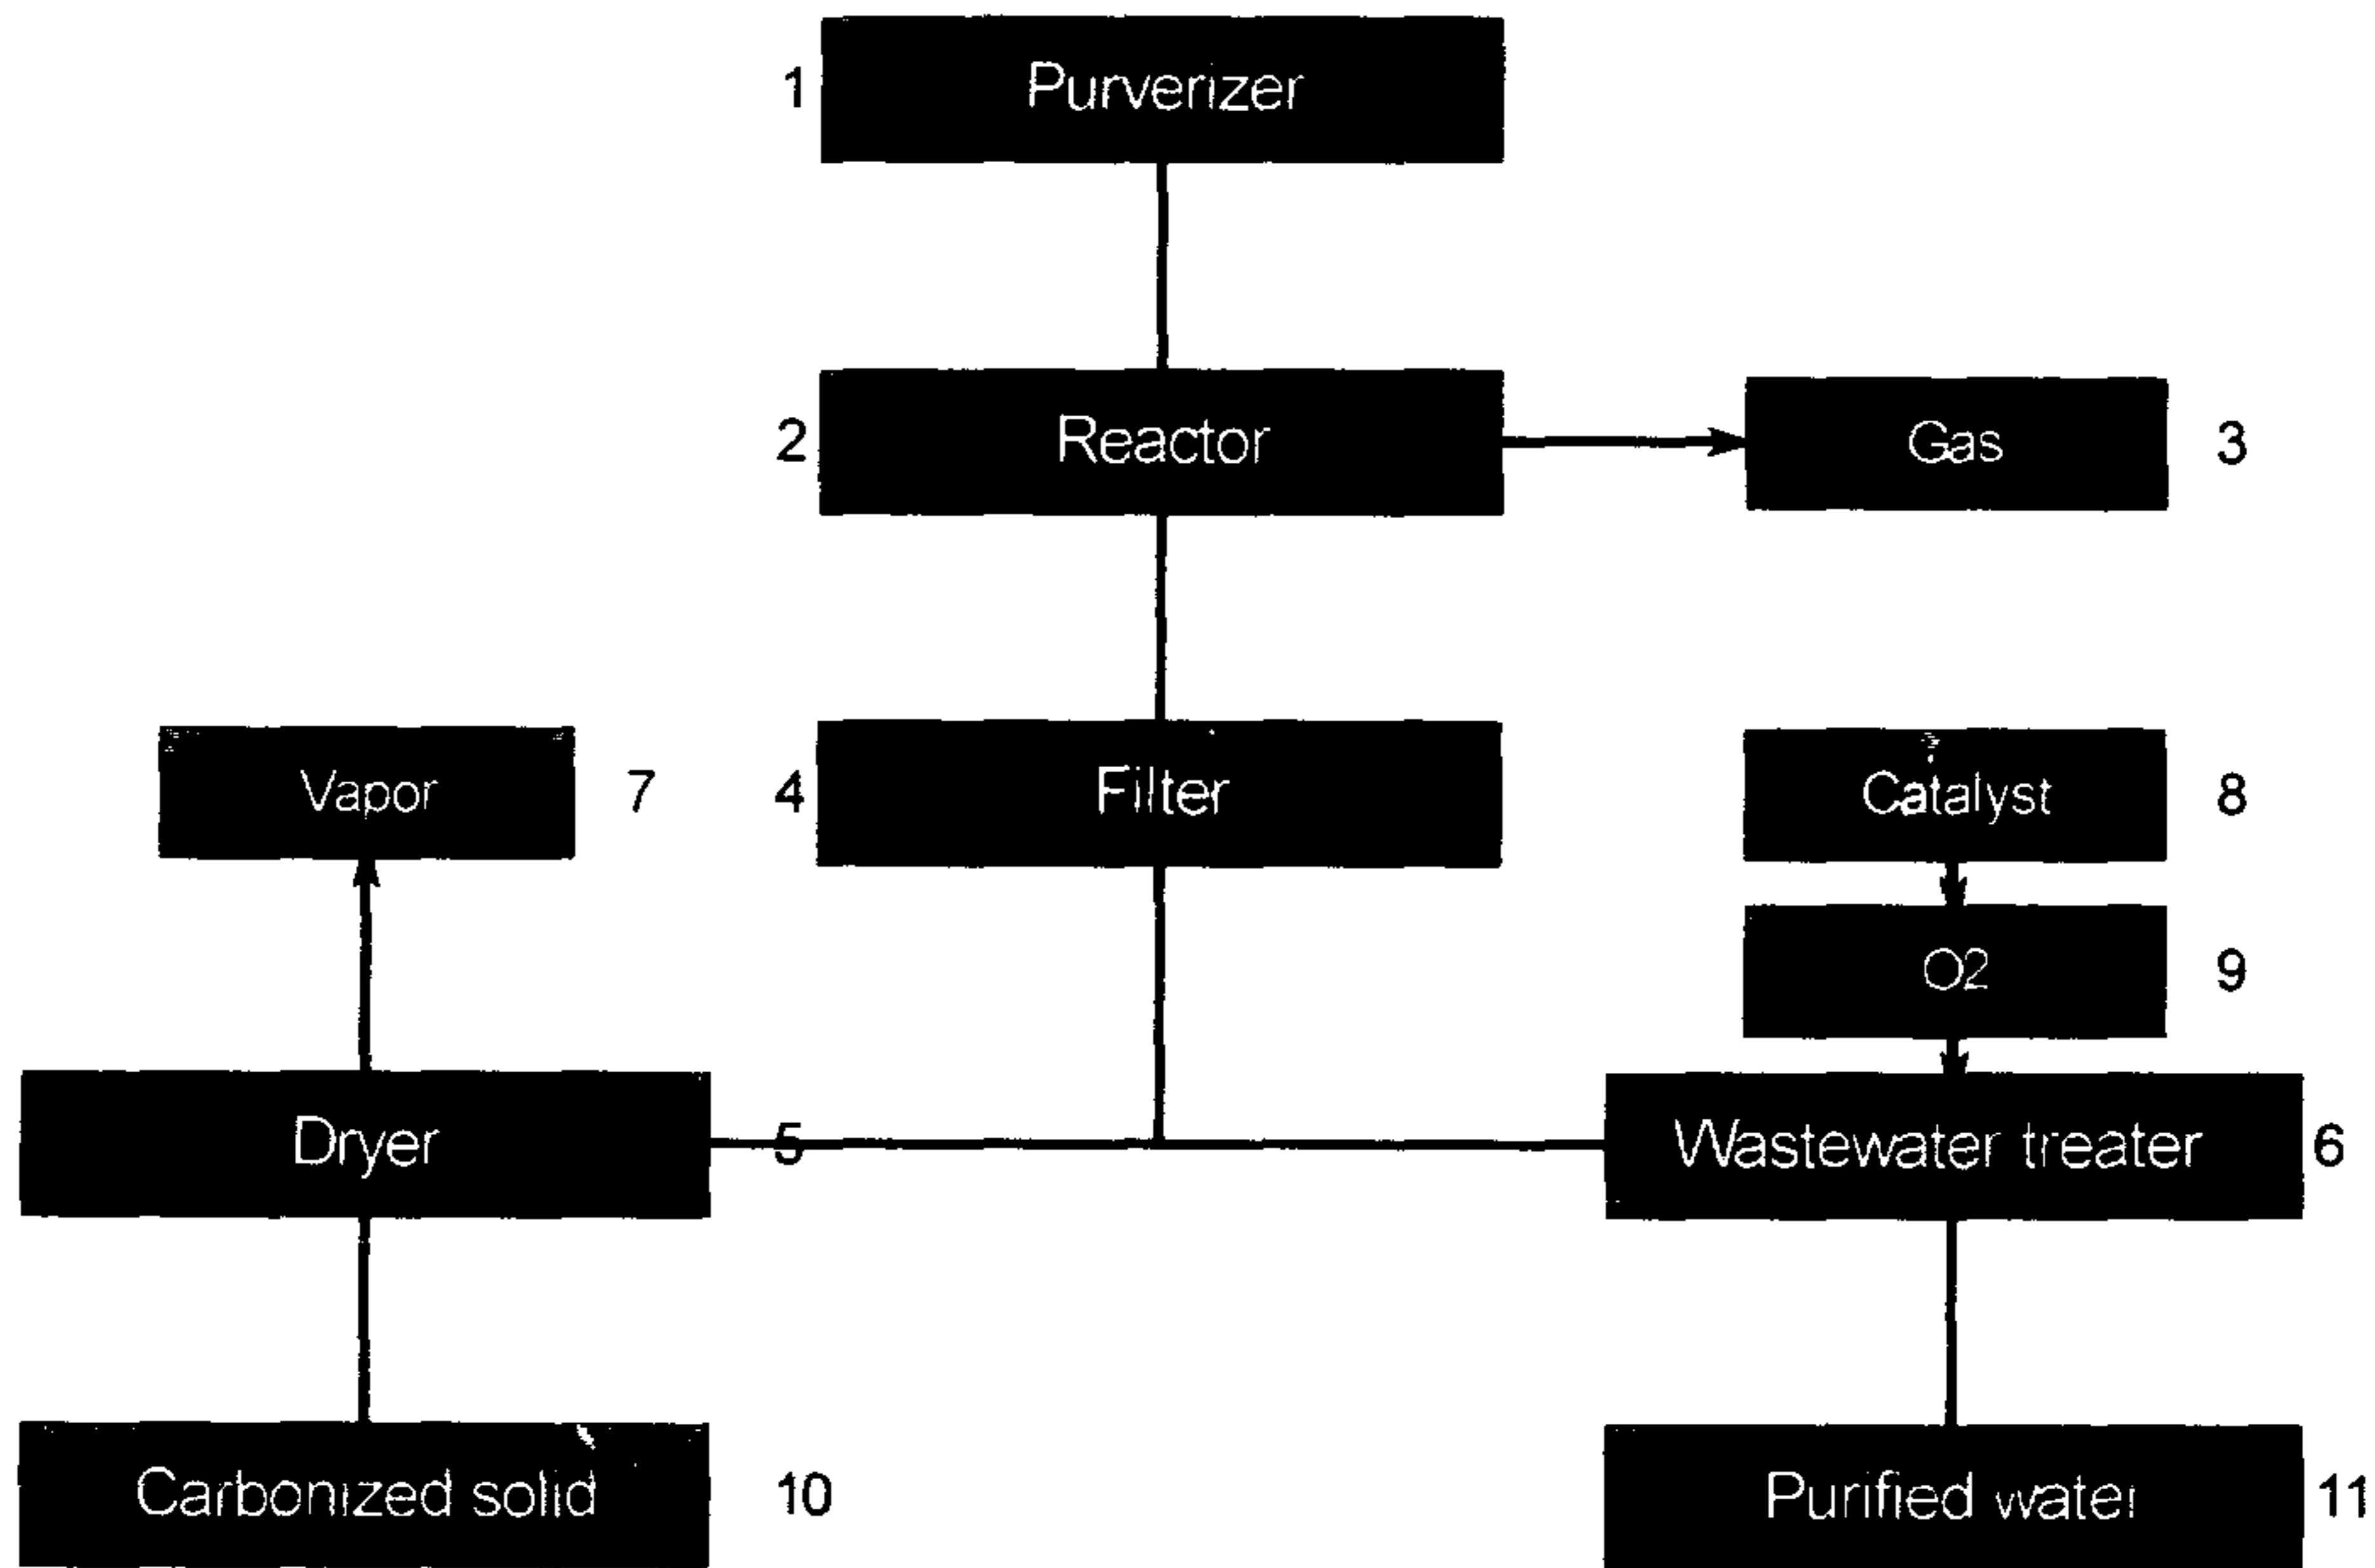 1 Purverizer
2 Reactor Gas 3
Vapor 7 4 Filter Catalyst 8
O2 9
Dryer 5 Wastewater treater 6
Carbonized solid 10 Purified water 11